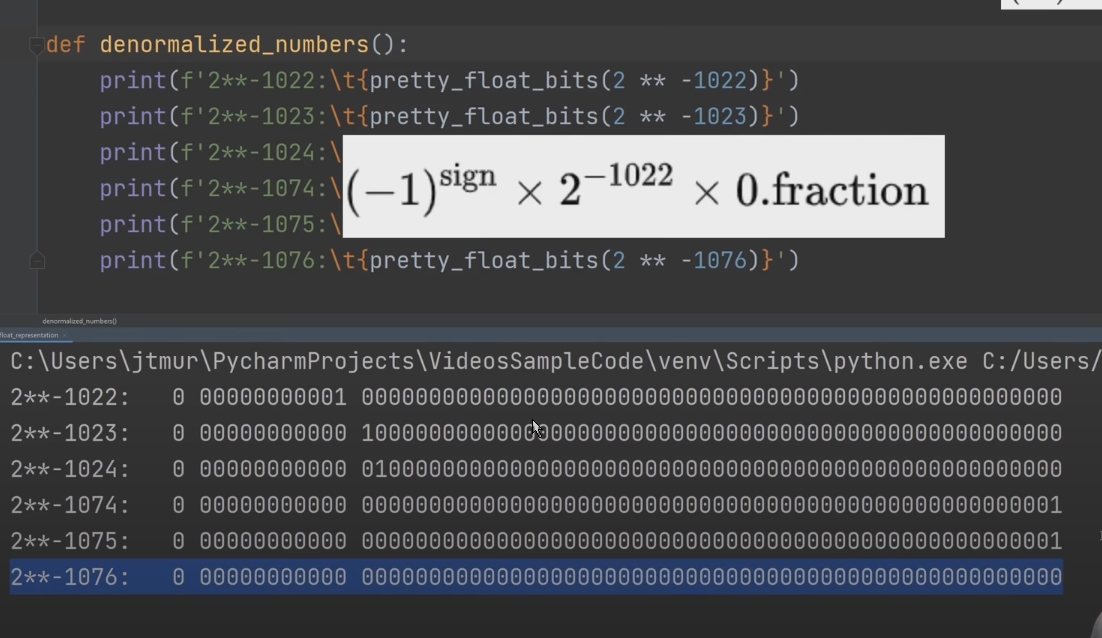 def denormalized_numbers():
print(f'2**-1022:\t{pretty_float_bits(2 ** -1022)}')
print(f'2**-1023:\t{pretty_float_bits(2 ** -1023)}')
print(f'2**-1024:\
print(f'2**-1074:\
(−1)^sign × 2^−1022 × 0.fraction
print(f'2**-1075:\
print(f'2**-1076:\t{pretty_float_bits(2 ** -1076)}')
denormalized_numbers()
float_representation ×
C:\Users\jtmur\PycharmProjects\VideosSampleCode\venv\Scripts\python.exe C:/Users/
2**-1022: 0 00000000001 0000000000000000000000000000000000000000000000000000
2**-1023: 0 00000000000 1000000000000000000000000000000000000000000000000000
2**-1024: 0 00000000000 0100000000000000000000000000000000000000000000000000
2**-1074: 0 00000000000 0000000000000000000000000000000000000000000000000001
2**-1075: 0 00000000000 0000000000000000000000000000000000000000000000000001
2**-1076: 0 00000000000 0000000000000000000000000000000000000000000000000000